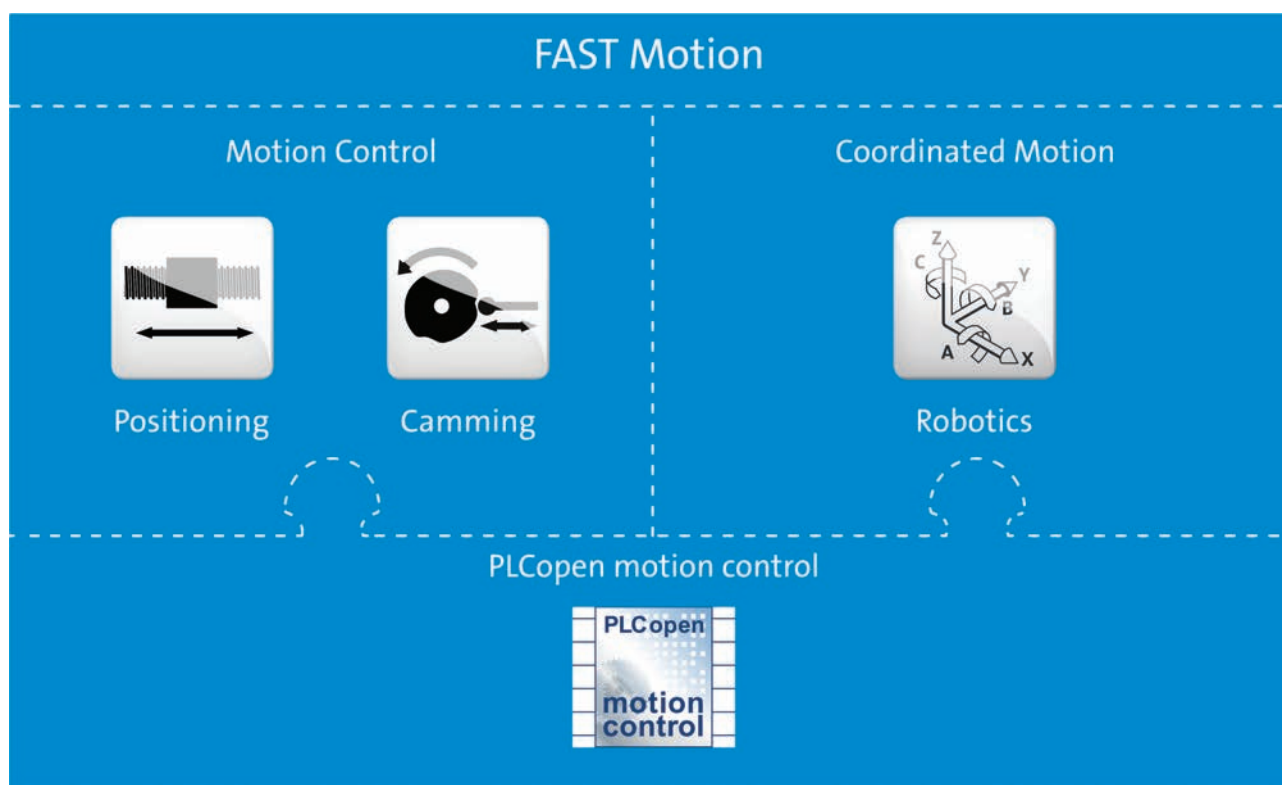 FAST Motion
Motion Control
Coordinated Motion
Z
C
Y
B
A
X
Positioning
Camming
Robotics
PLCopen motion control
PLCopen
motion
control